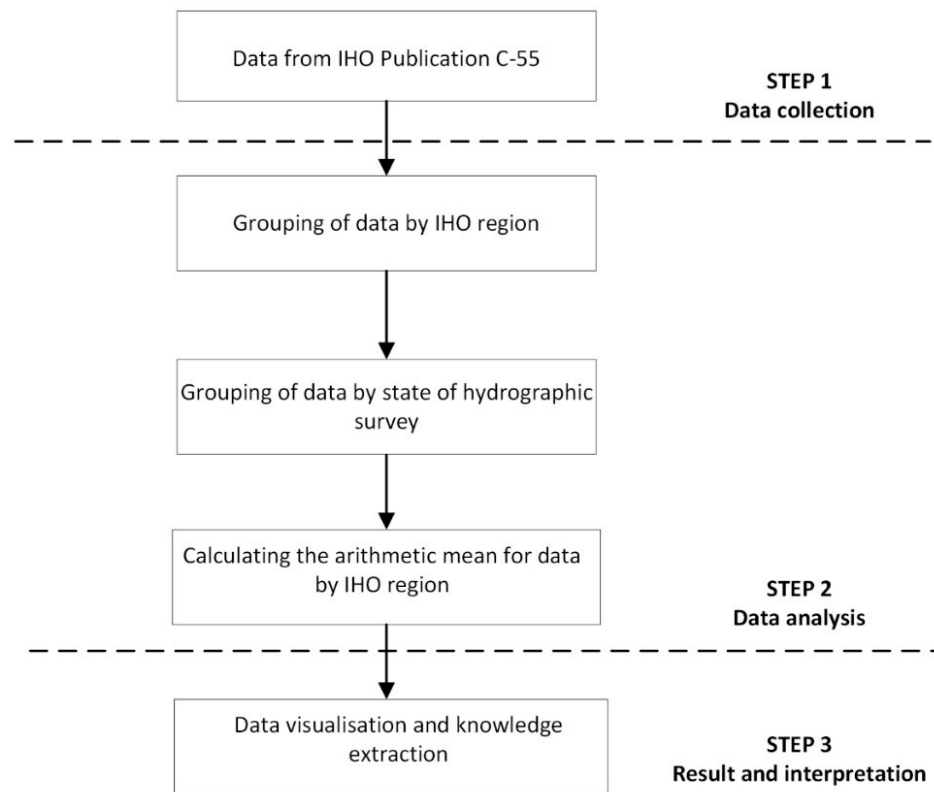 Data from IHO Publication C-55
STEP 1
Data collection
Grouping of data by IHO region
Grouping of data by state of hydrographic
survey
Calculating the arithmetic mean for data
by IHO region
STEP 2
Data analysis
Data visualisation and knowledge
extraction
STEP 3
Result and interpretation